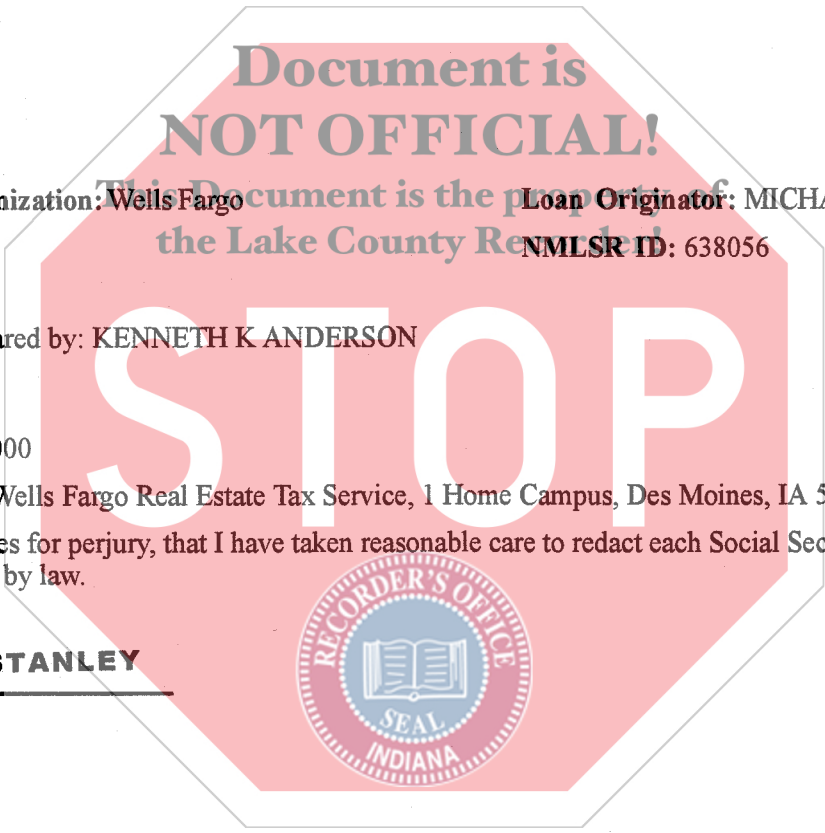 Document is
NOT OFFICIAL!
This Document is the property of
the Lake County Recorder!
nization: Wells Fargo Loan Originator: MICHA
NMLSR ID: 638056
ared by: KENNETH K ANDERSON
STOP
000
Wells Fargo Real Estate Tax Service, 1 Home Campus, Des Moines, IA 5
es for perjury, that I have taken reasonable care to redact each Social Sec
by law.
STANLEY
RECORDER'S OFFICE
SEAL
INDIANA